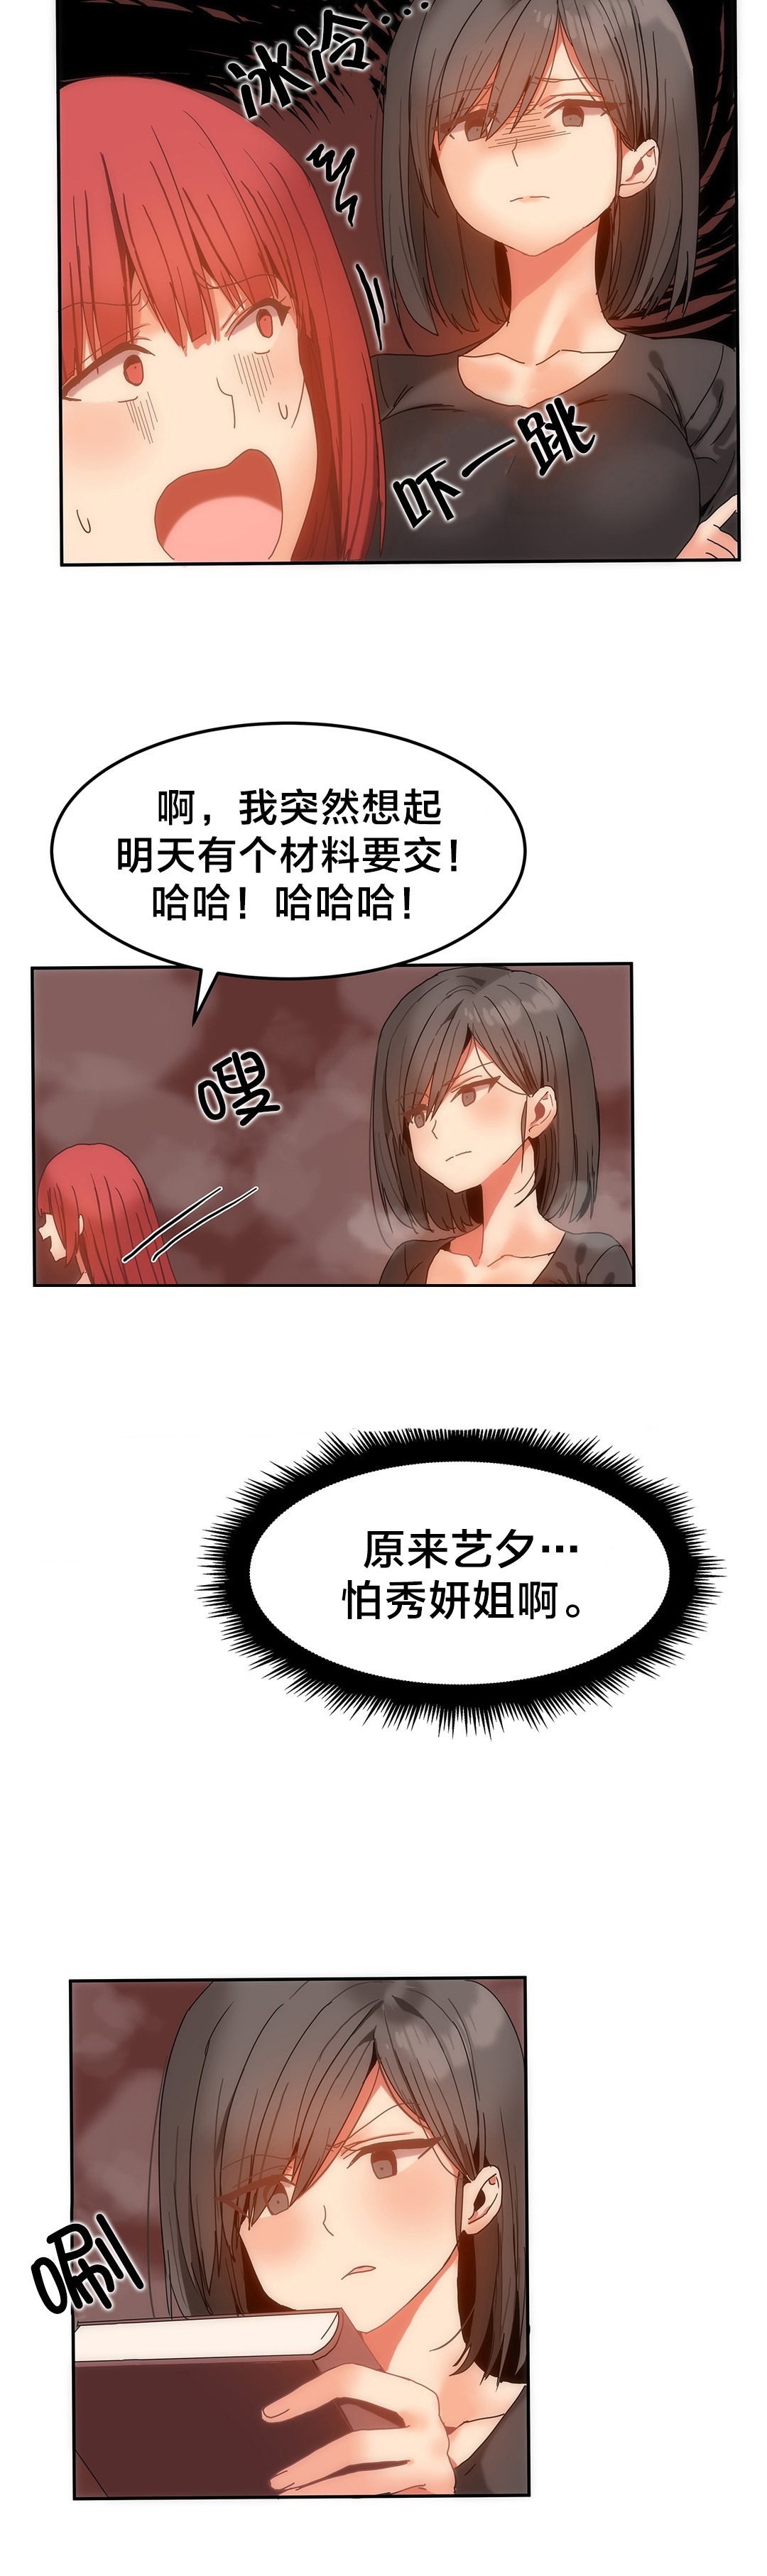 冰冷…
吓一跳
啊，我突然想起
明天有个材料要交！
哈哈！哈哈哈！
嗖
原来艺夕…
怕秀妍姐啊。
唰